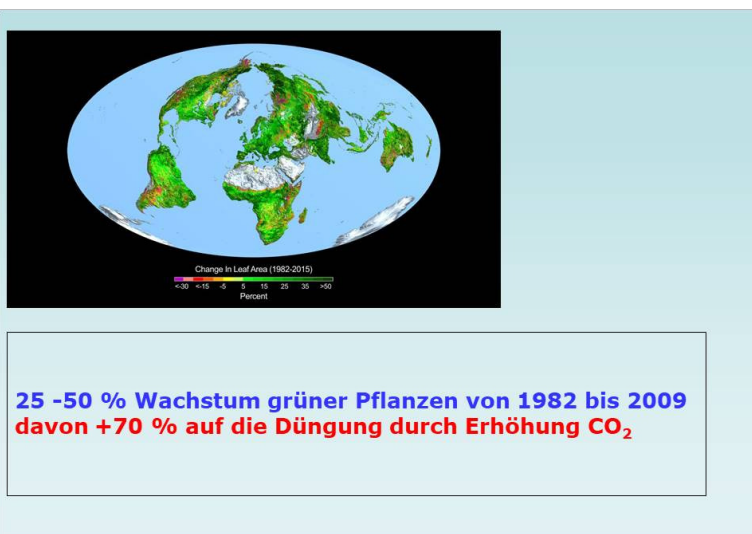 Change In Leaf Area (1982-2015)
<-30 <-15 -5 5 15 25 35 >50
Percent
25 -50 % Wachstum grüner Pflanzen von 1982 bis 2009
davon +70 % auf die Düngung durch Erhöhung CO₂